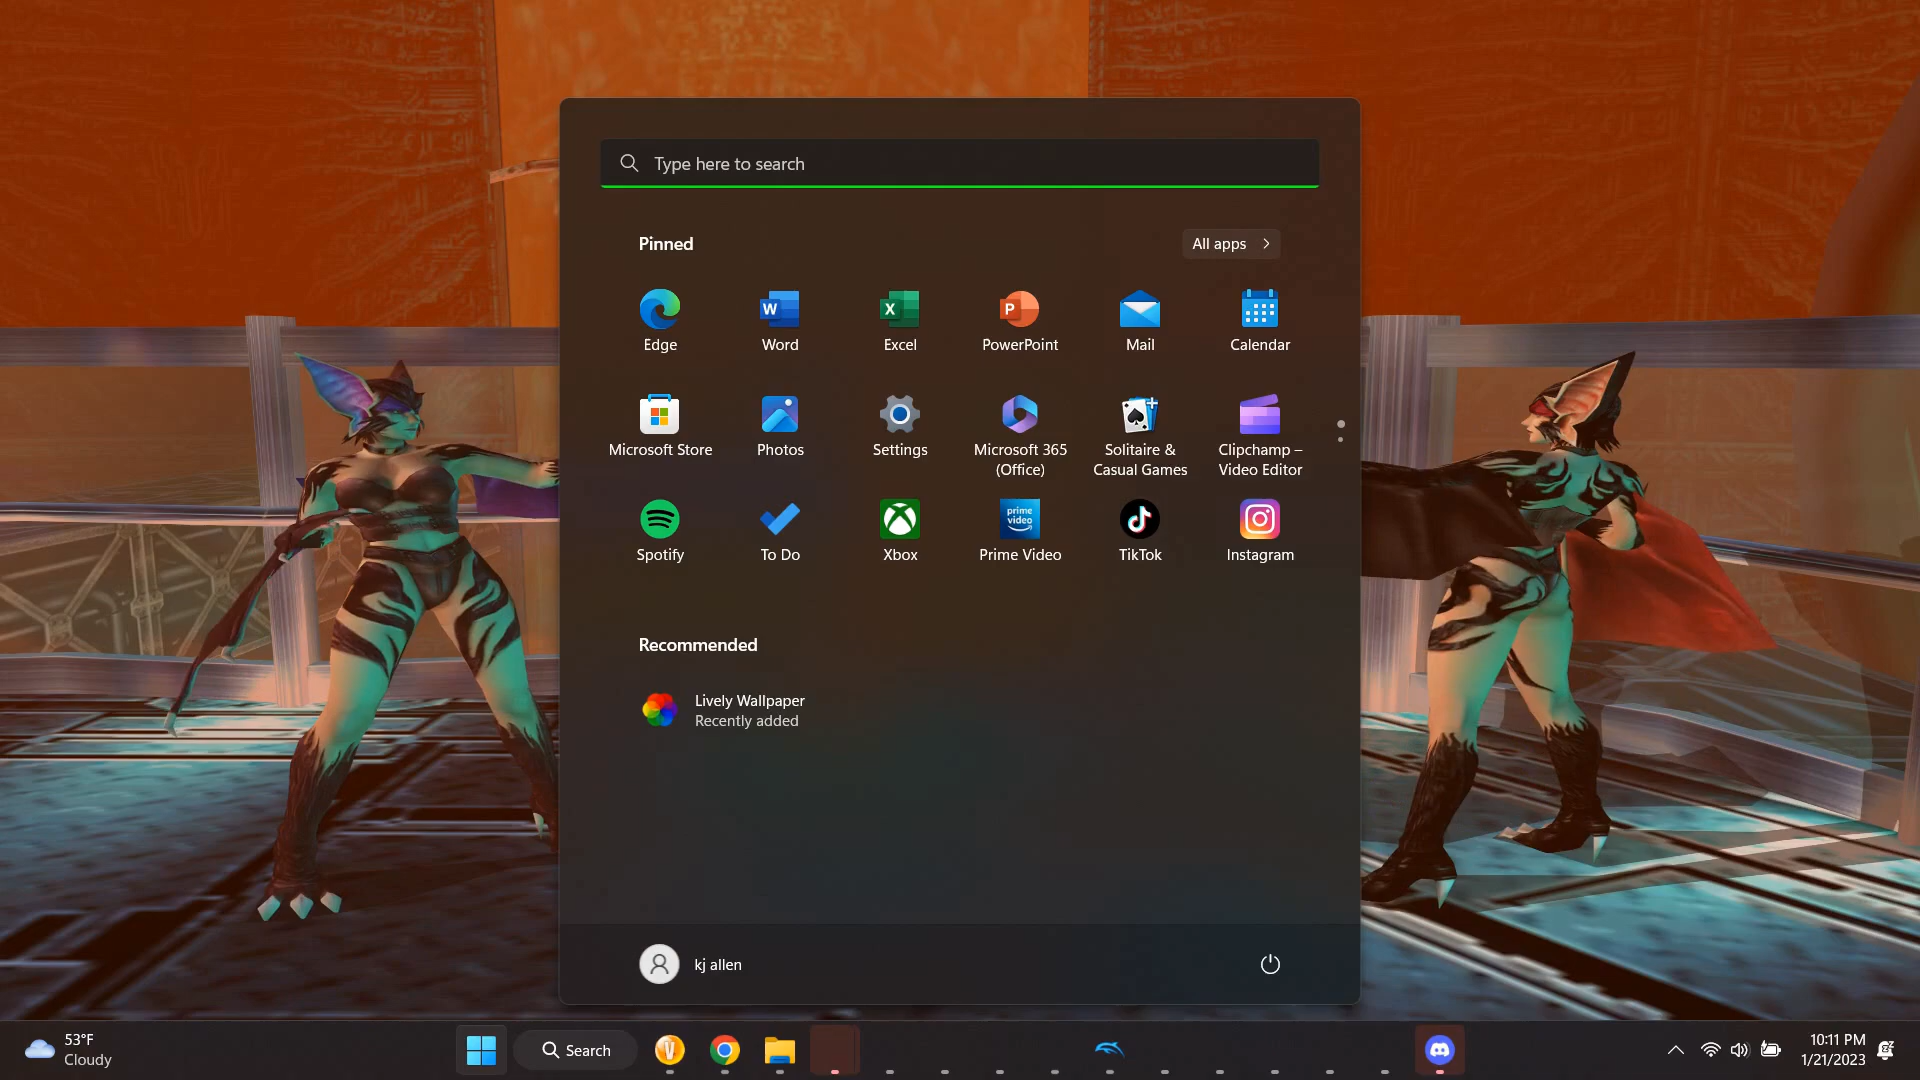 Type here to search
Pinned
All apps
Edge
Word
Excel
PowerPoint
Mail
Calendar
Microsoft Store
Photos
Settings
Microsoft 365
(Office)
Solitaire &
Casual Games
Clipchamp –
Video Editor
prime
video
Spotify
To Do
Xbox
Prime Video
TikTok
Instagram
Recommended
Lively Wallpaper
Recently added
kj allen
53°F
Cloudy
Search
10:11 PM
1/21/2023